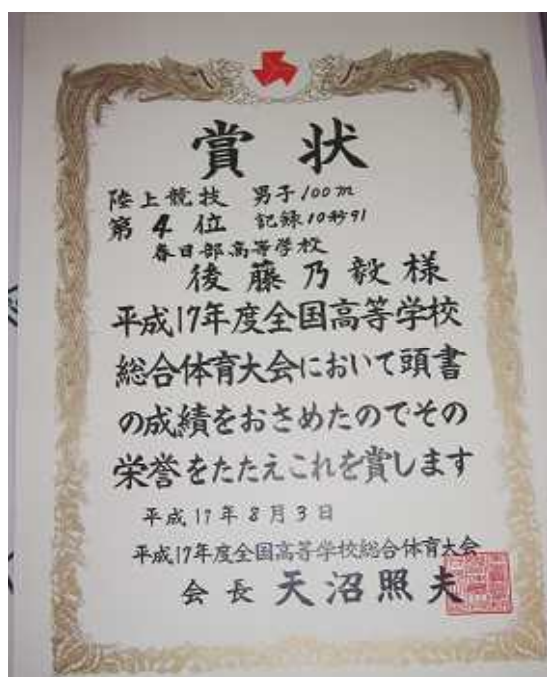 賞状
陸上競技 男子100m
第4位 記録10秒91
春日部高等学校
後藤乃毅様
平成17年度全国高等学校
総合体育大会において頭書
の成績をおさめたのでその
栄誉をたたえこれを賞します
平成17年8月3日
平成17年度全国高等学校総合体育大会
会長 天沼照夫